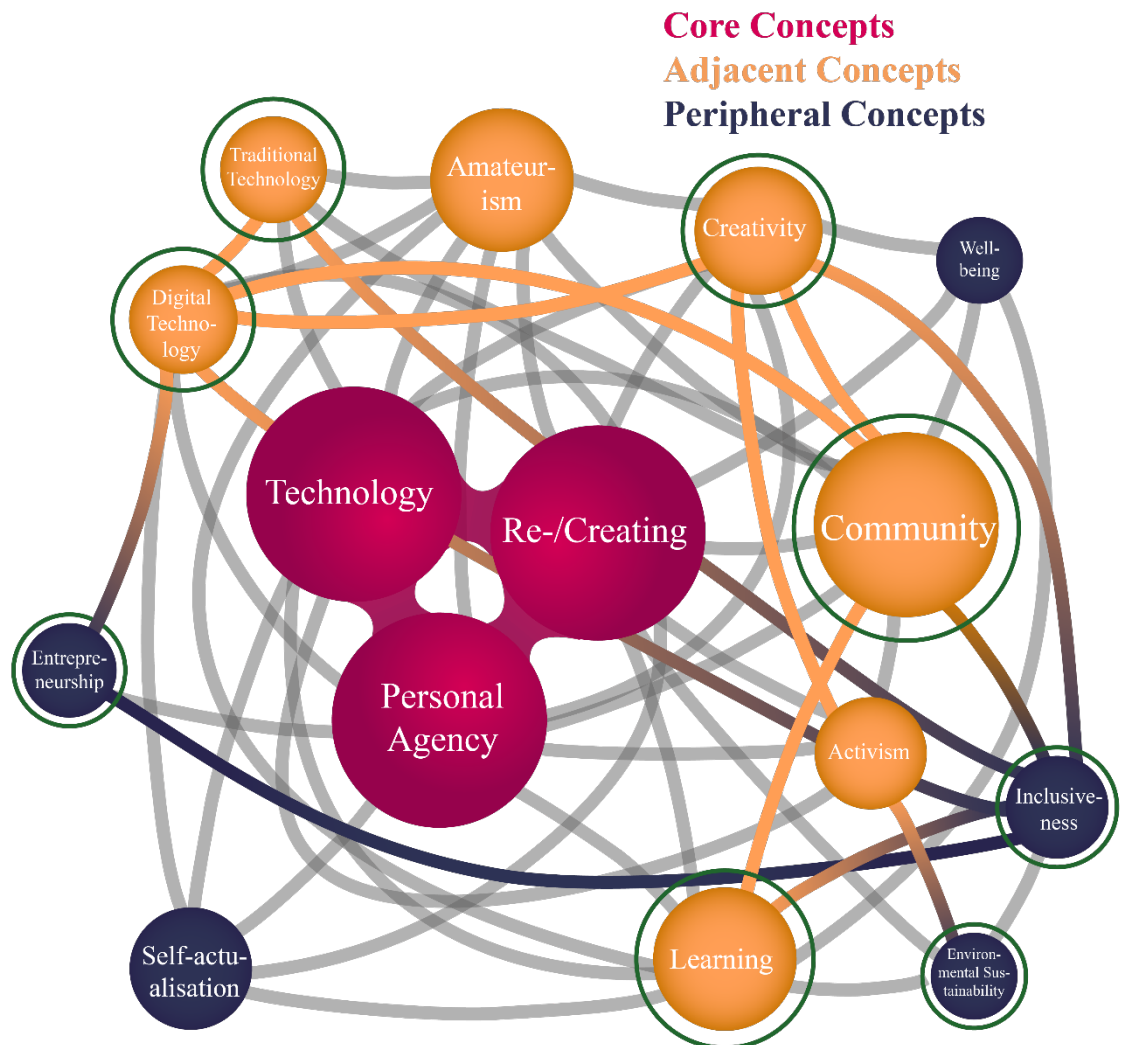 Core Concepts
Adjacent Concepts
Peripheral Concepts
Traditional
Technology
Amateur-
ism
Creativity
Well-
being
Digital
Techno-
logy
Technology
Re-/Creating
Community
Entrepre-
neurship
Personal
Agency
Activism
Inclusive-
ness
Self-actu-
alisation
Learning
Environ-
mental Sus-
tainability